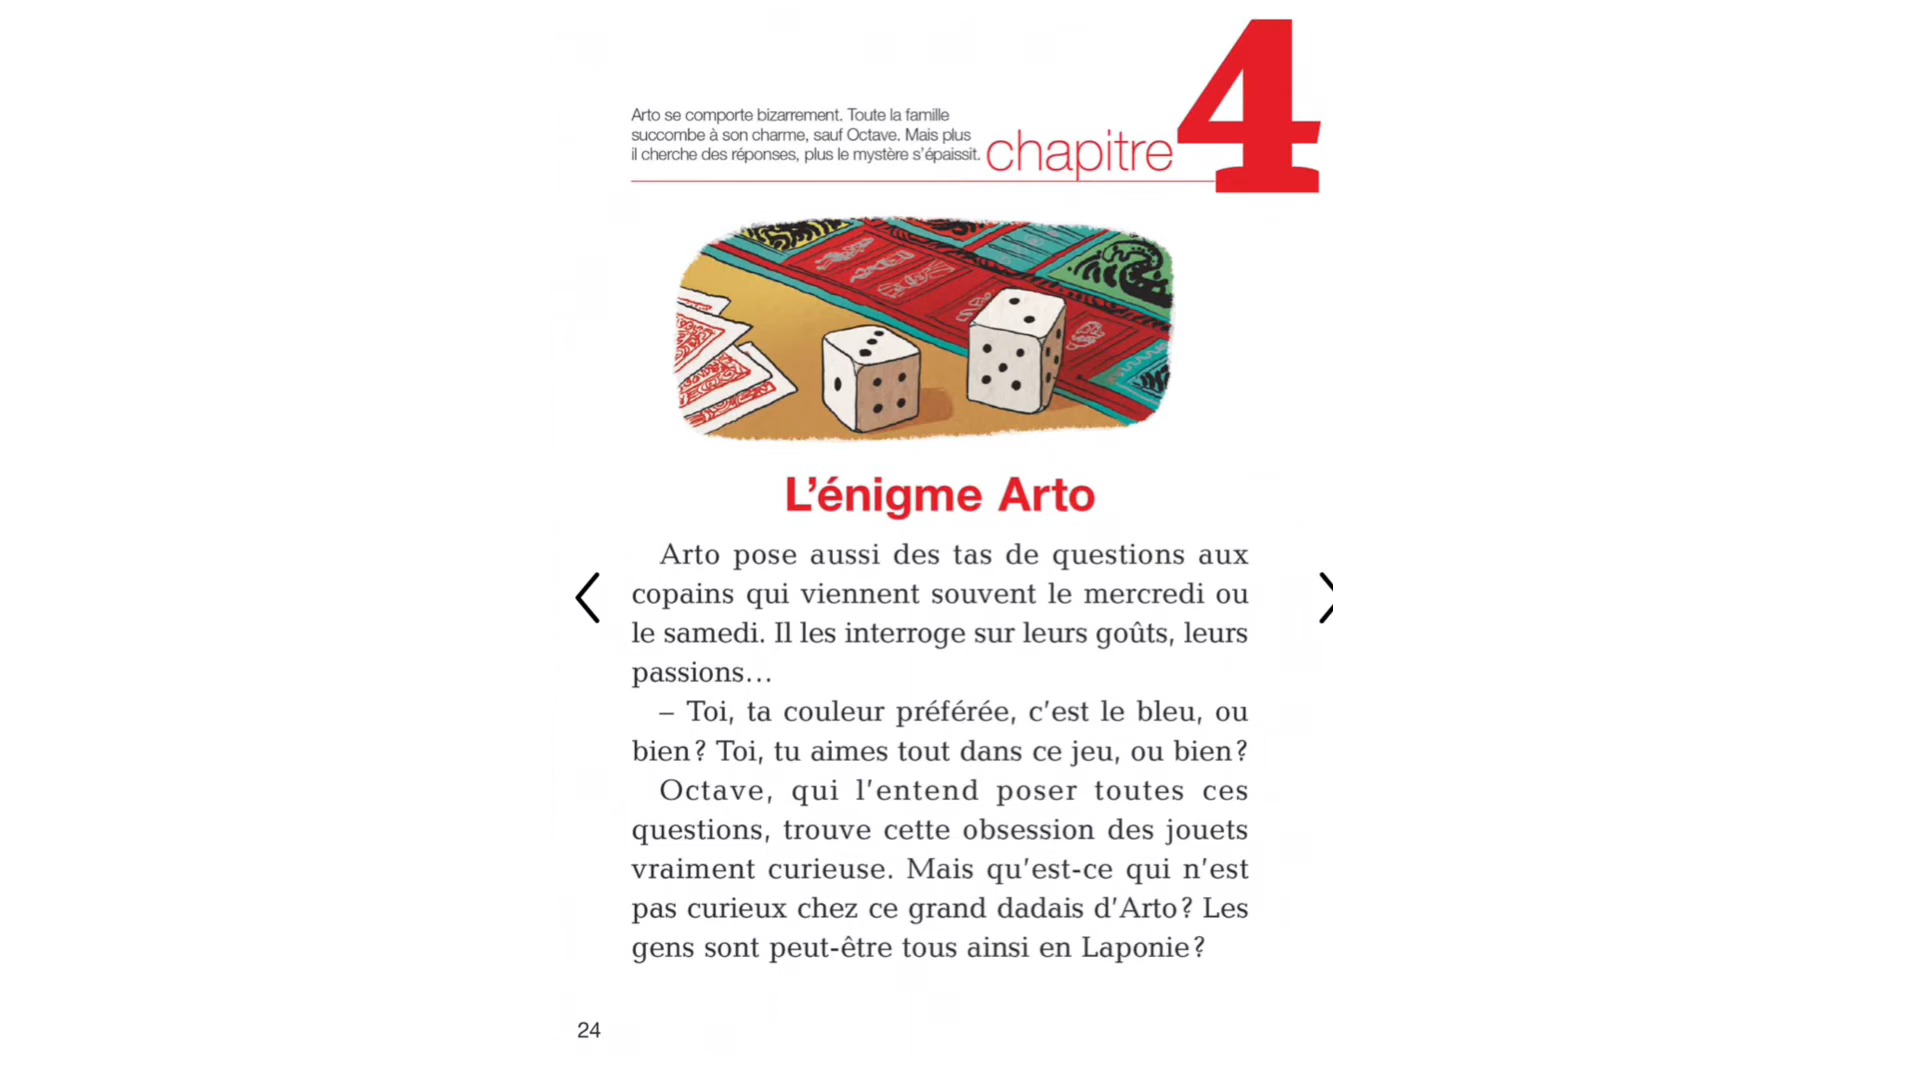 Arto se comporte bizarrement. Toute la famille
succombe à son charme, sauf Octave. Mais plus
il cherche des réponses, plus le mystère s’épaissit.
chapitre 4
L’énigme Arto
Arto pose aussi des tas de questions aux
copains qui viennent souvent le mercredi ou
le samedi. Il les interroge sur leurs goûts, leurs
passions…
– Toi, ta couleur préférée, c’est le bleu, ou
bien ? Toi, tu aimes tout dans ce jeu, ou bien ?
Octave, qui l’entend poser toutes ces
questions, trouve cette obsession des jouets
vraiment curieuse. Mais qu’est-ce qui n’est
pas curieux chez ce grand dadais d’Arto ? Les
gens sont peut-être tous ainsi en Laponie ?
24